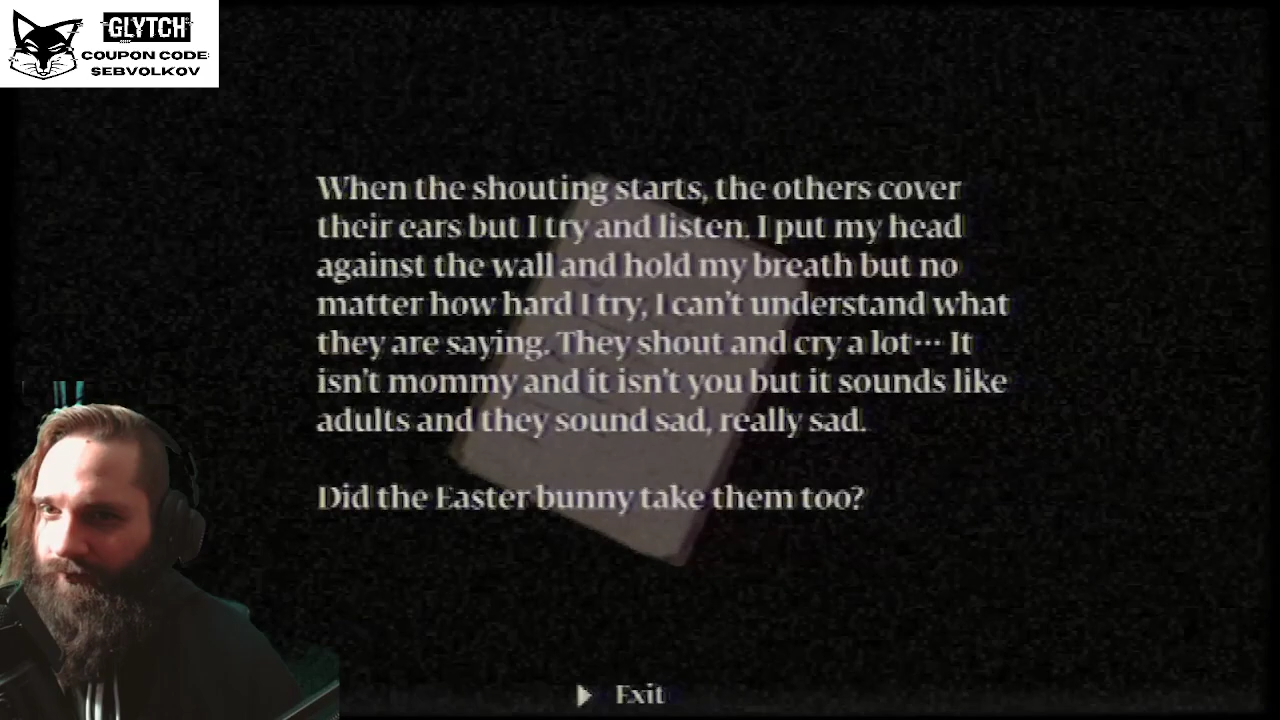 GLYTCH
COUPON CODE:
SEBVOLKOV
When the shouting starts, the others cover
their ears but I try and listen. I put my head
against the wall and hold my breath but no
matter how hard I try, I can't understand what
they are saying. They shout and cry a lot··· It
isn't mommy and it isn't you but it sounds like
adults and they sound sad, really sad.
Did the Easter bunny take them too?
Exit